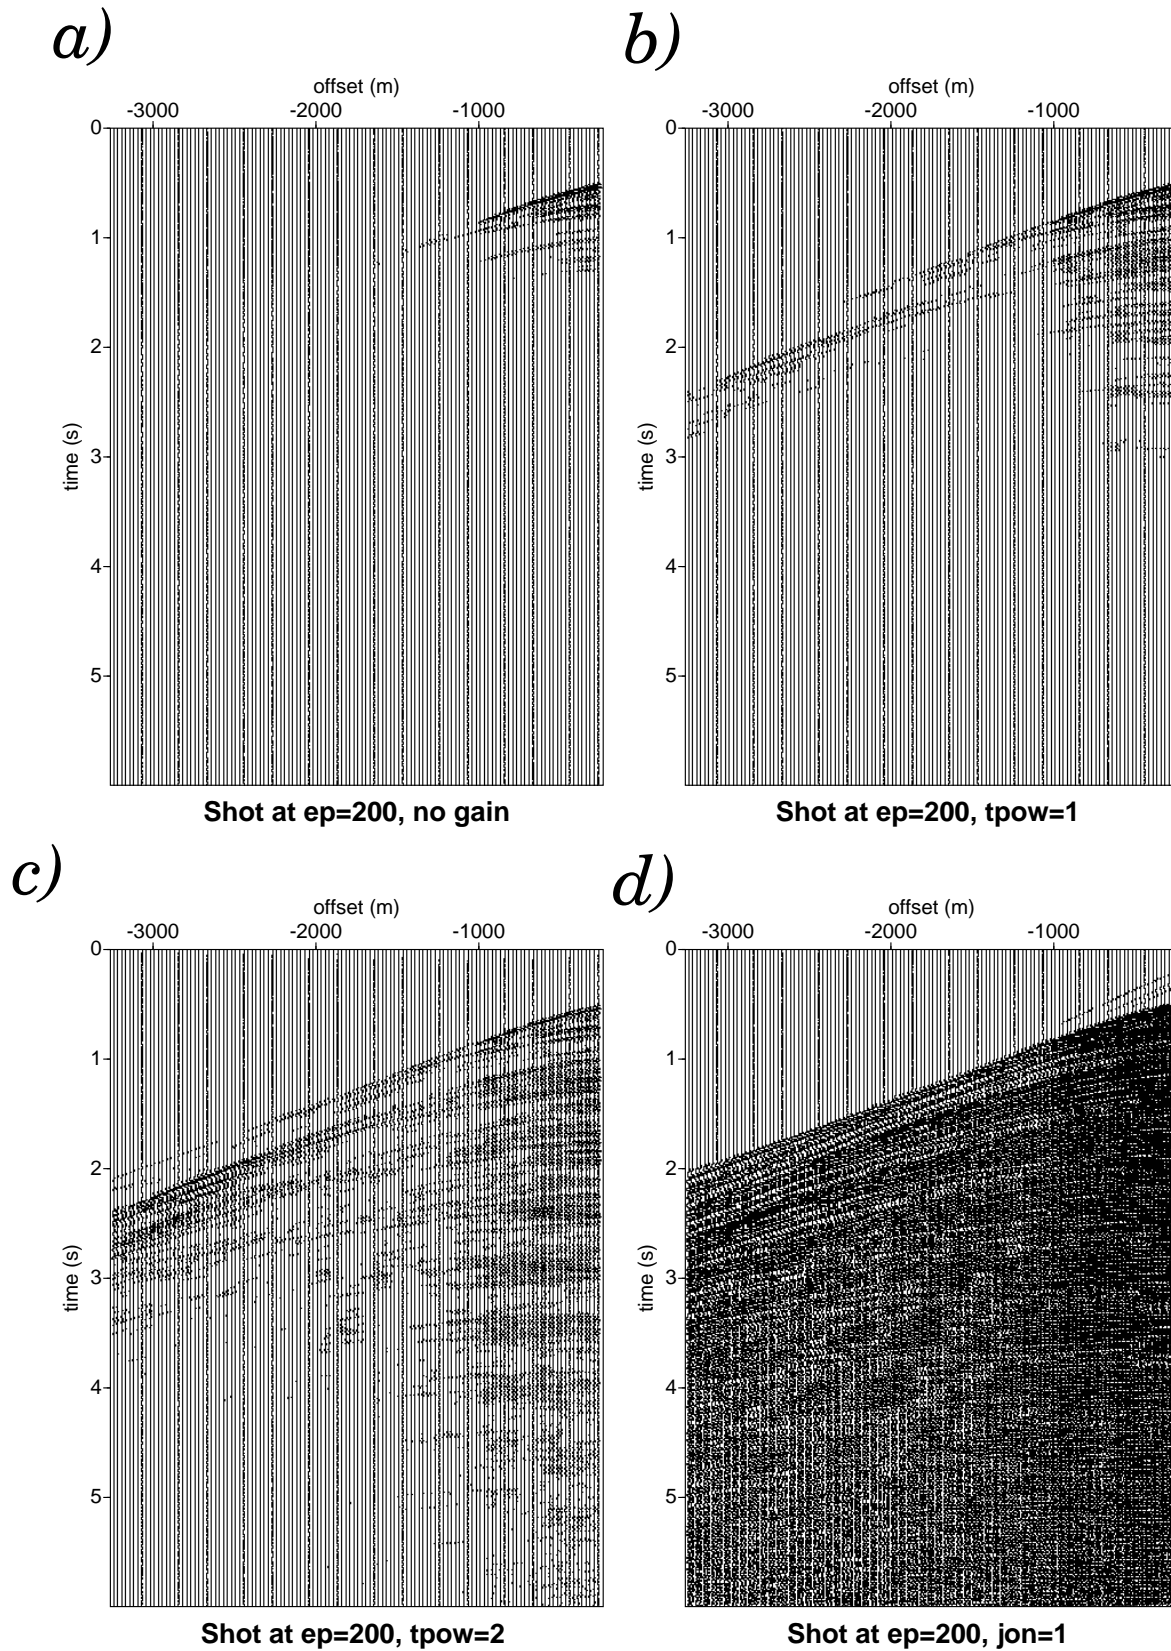 a)
offset (m)
-3000 -2000 -1000
0
1
2
3
4
5
time (s)
Shot at ep=200, no gain
b)
offset (m)
-3000 -2000 -1000
0
1
2
3
4
5
time (s)
Shot at ep=200, tpow=1
c)
offset (m)
-3000 -2000 -1000
0
1
2
3
4
5
time (s)
Shot at ep=200, tpow=2
d)
offset (m)
-3000 -2000 -1000
0
1
2
3
4
5
time (s)
Shot at ep=200, jon=1